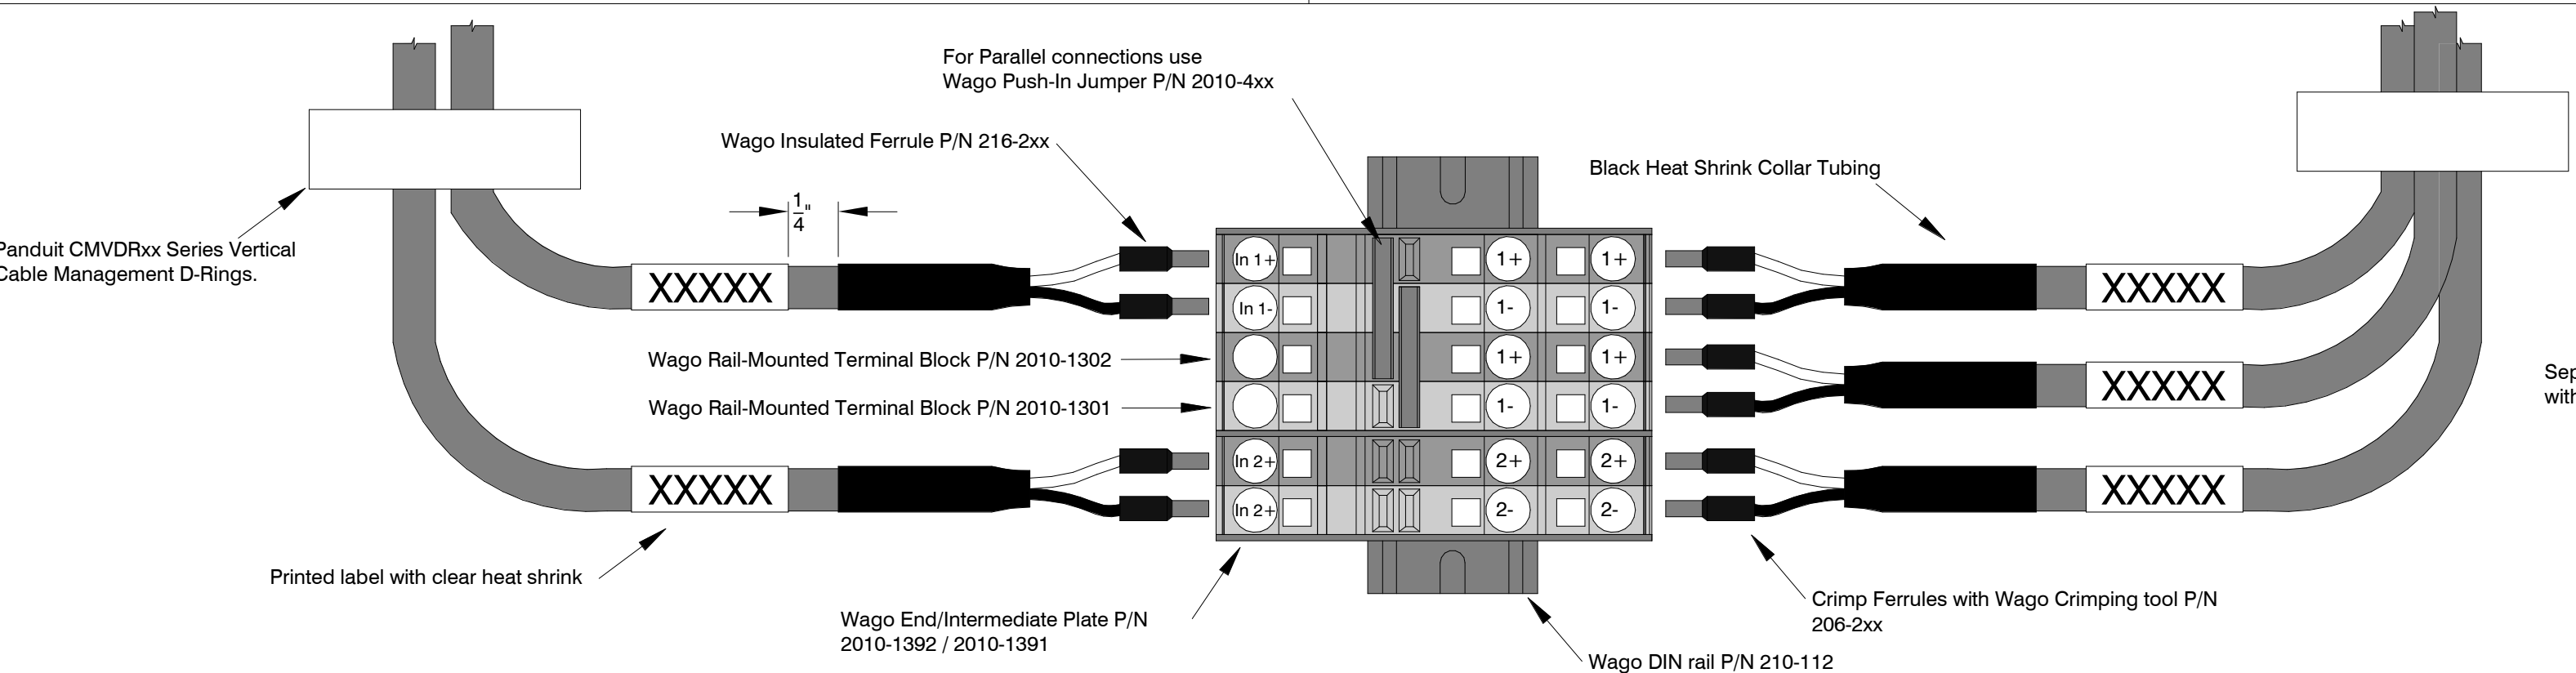 For Parallel connections use
Wago Push-In Jumper P/N 2010-4xx
Wago Insulated Ferrule P/N 216-2xx
Black Heat Shrink Collar Tubing
1/4"
Panduit CMVDRxx Series Vertical
Cable Management D-Rings.
In 1+ 1+ 1+
XXXXX XXXXX
In 1- 1- 1-
Wago Rail-Mounted Terminal Block P/N 2010-1302
1+ 1+
XXXXX
Wago Rail-Mounted Terminal Block P/N 2010-1301
1- 1-
Sep
with
In 2+ 2+ 2+
XXXXX XXXXX
In 2+ 2- 2-
Printed label with clear heat shrink
Wago End/Intermediate Plate P/N
2010-1392 / 2010-1391
Crimp Ferrules with Wago Crimping tool P/N
206-2xx
Wago DIN rail P/N 210-112